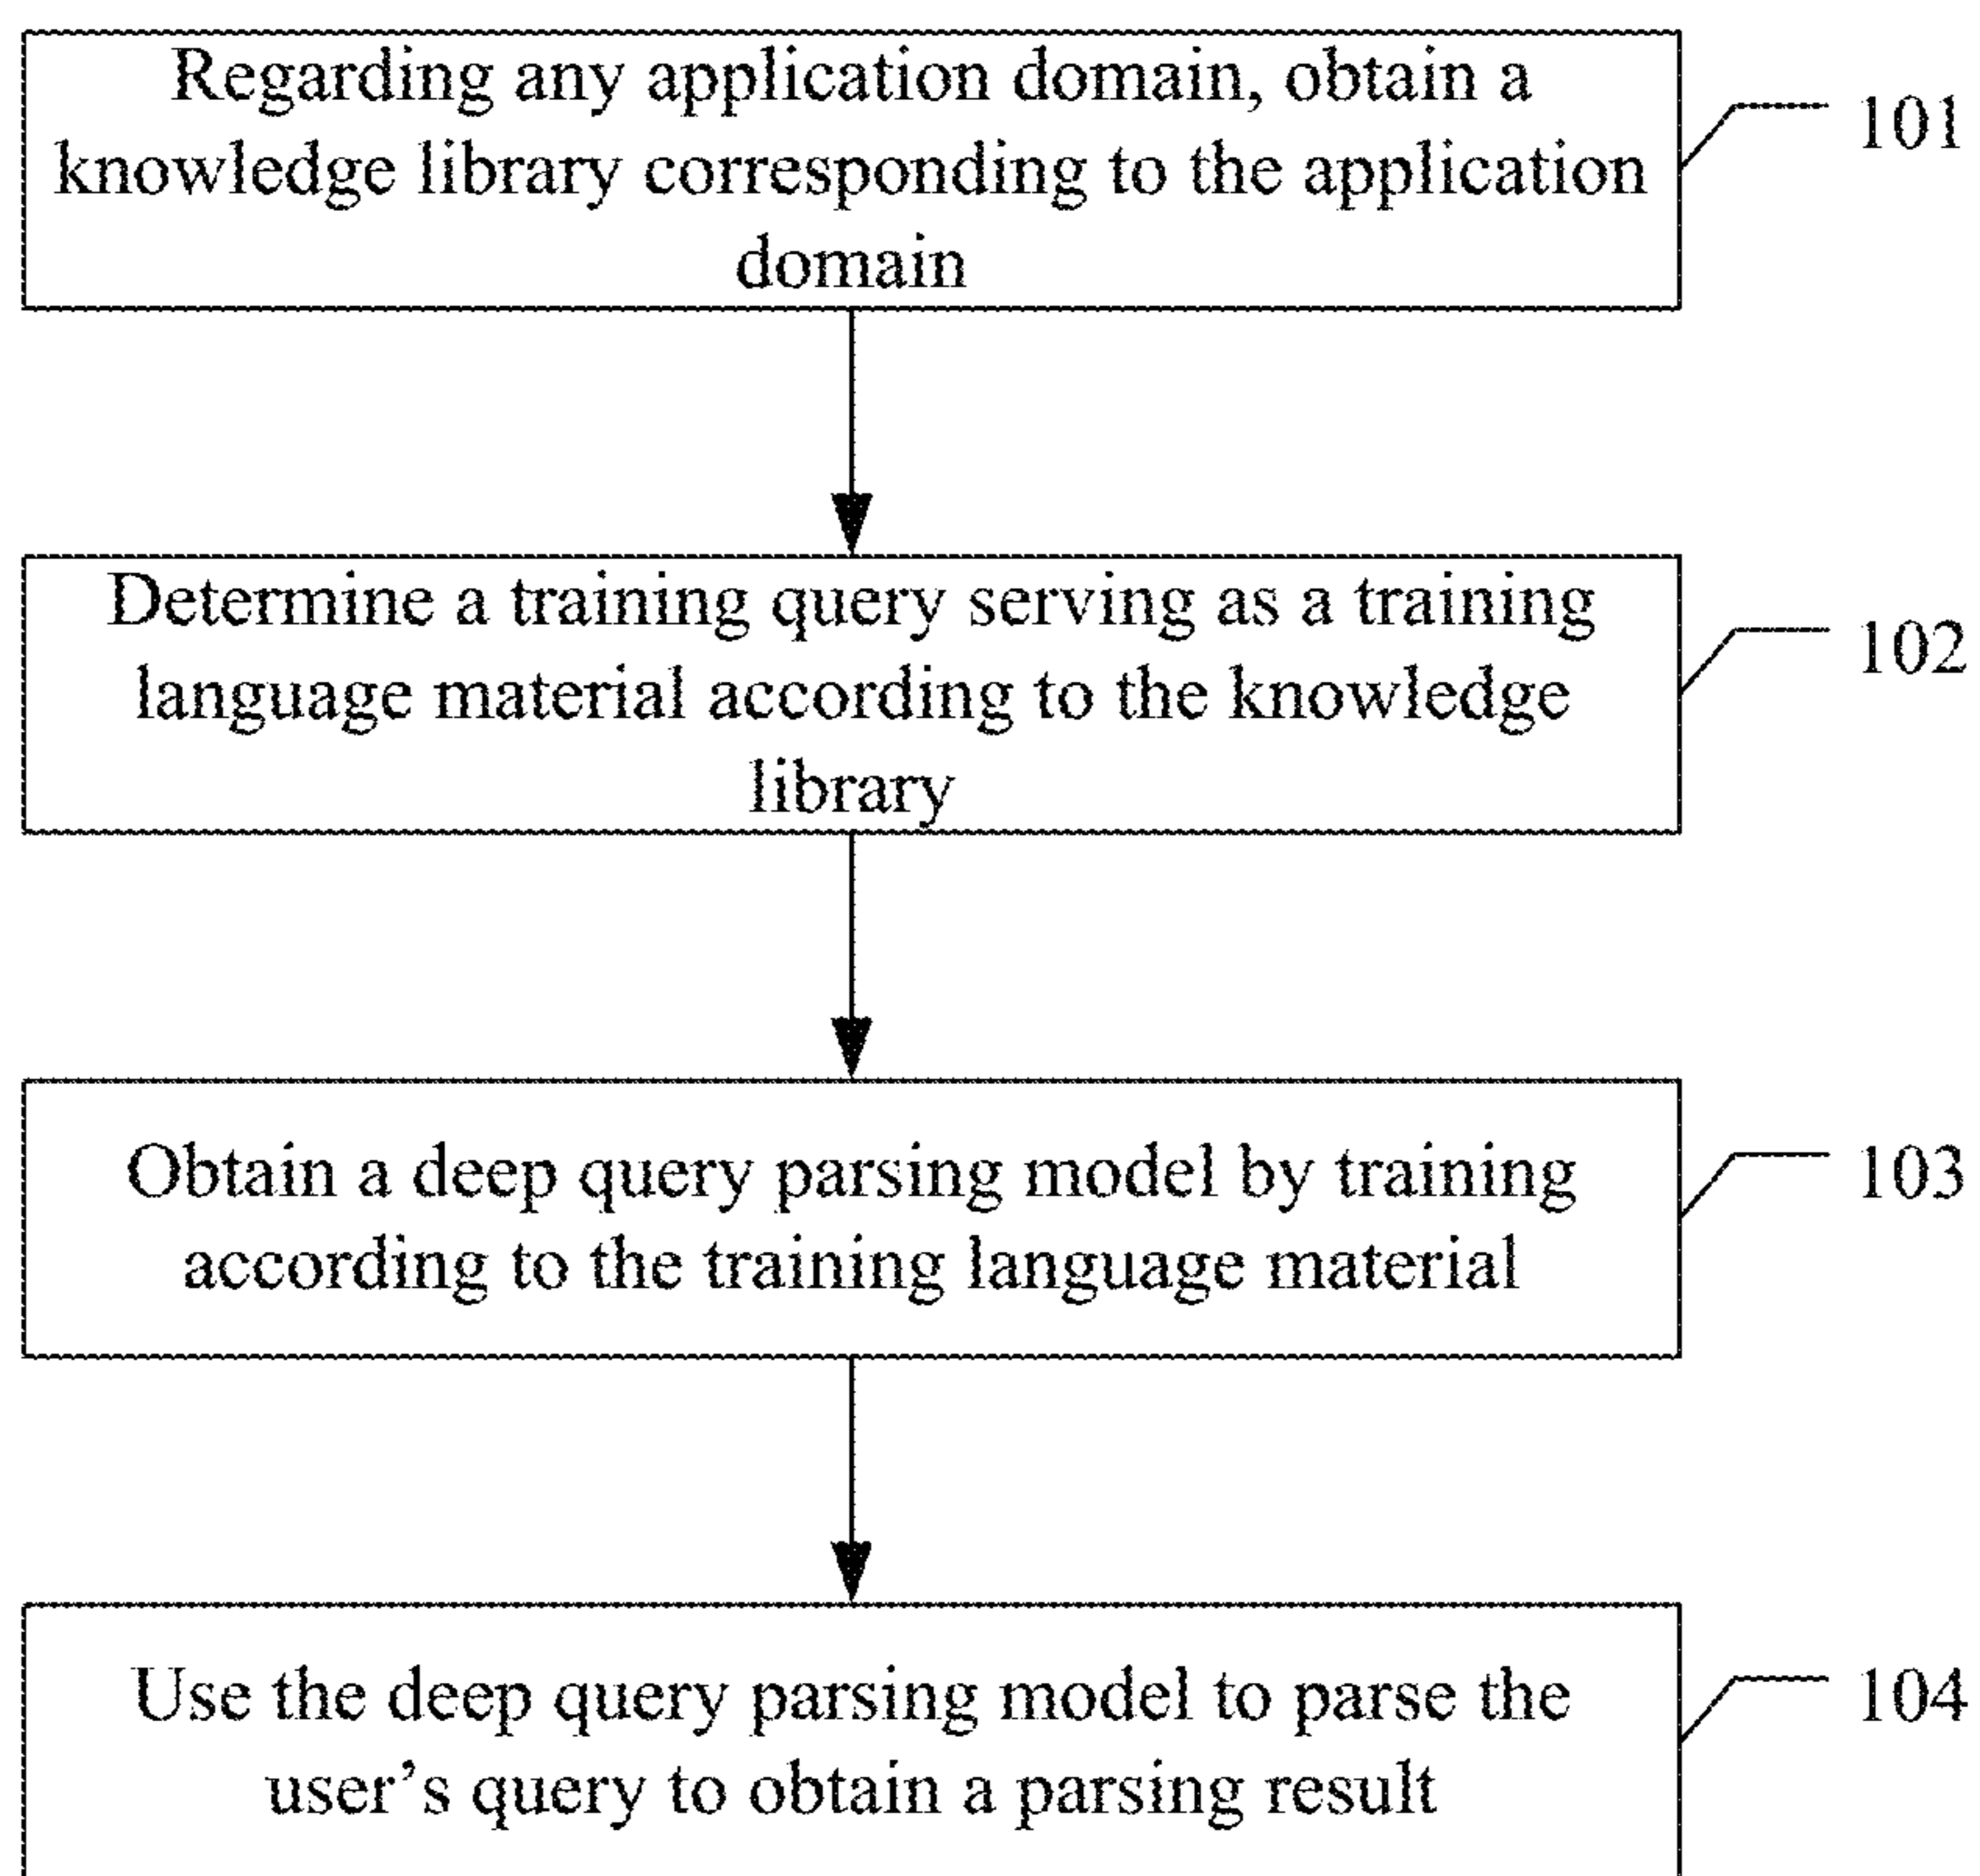 Regarding any application domain, obtain a
knowledge library corresponding to the application
domain
101
Determine a training query serving as a training
language material according to the knowledge
library
102
Obtain a deep query parsing model by training
according to the training language material
103
Use the deep query parsing model to parse the
user’s query to obtain a parsing result
104